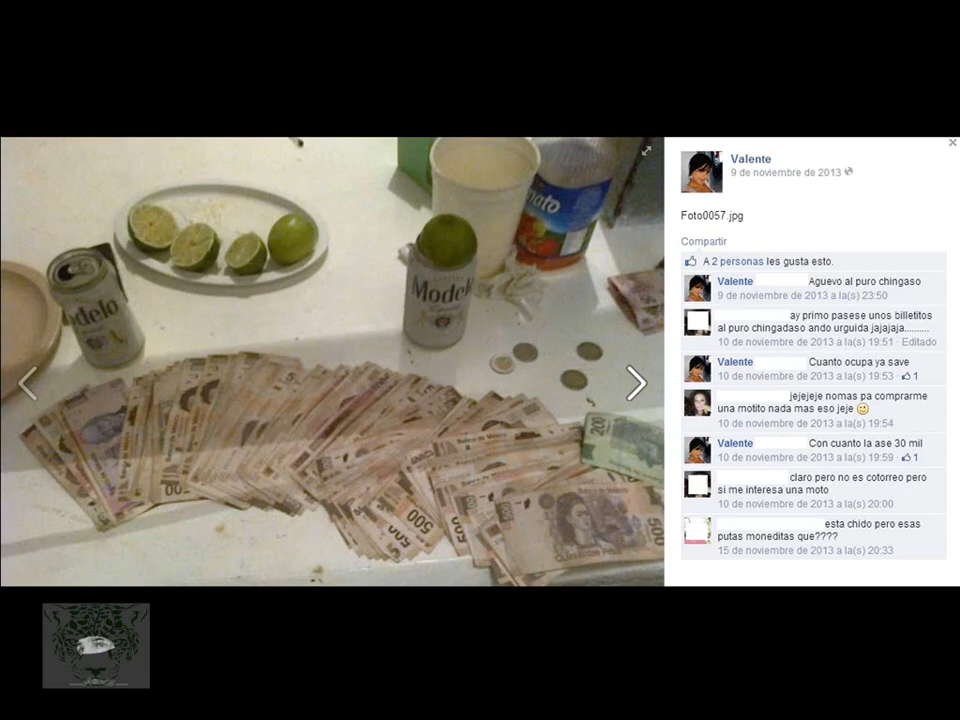 Modelo
Modelo
nato
Banco de México
200
500
500
500
Valente
9 de noviembre de 2013
Foto0057.jpg
Compartir
A 2 personas les gusta esto.
Valente Aguevo al puro chingaso
9 de noviembre de 2013 a la(s) 23:50
ay primo pasese unos billetitos
al puro chingadaso ando urguida jajajaja..........
10 de noviembre de 2013 a la(s) 19:51 · Editado
Valente Cuanto ocupa ya save
10 de noviembre de 2013 a la(s) 19:53 · 1
jejejeje nomas pa comprarme
una motito nada mas eso jeje
10 de noviembre de 2013 a la(s) 19:54
Valente Con cuanto la ase 30 mil
10 de noviembre de 2013 a la(s) 19:59 · 1
claro pero no es cotorreo pero
si me interesa una moto
10 de noviembre de 2013 a la(s) 20:00
esta chido pero esas
putas moneditas que????
15 de noviembre de 2013 a la(s) 20:33